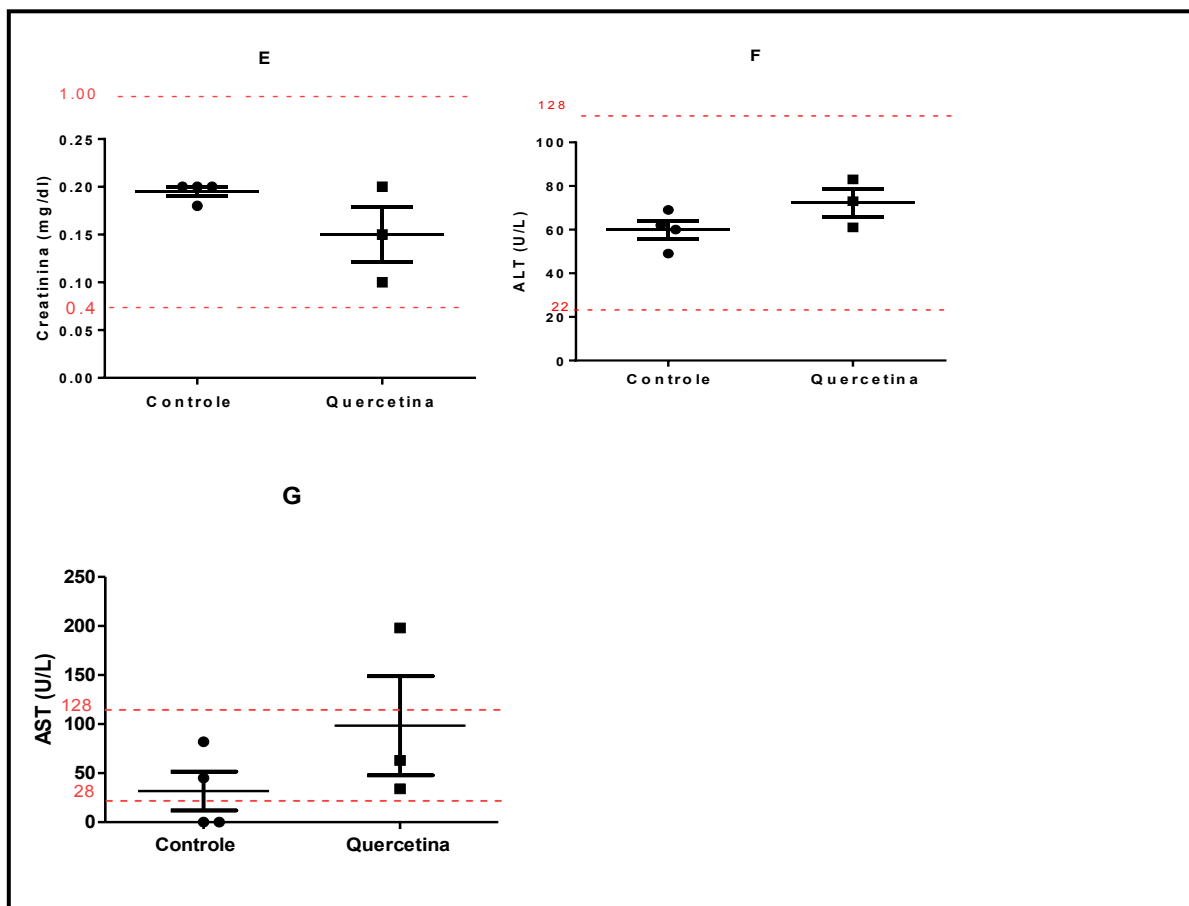 E
1.00
0.25
0.20
0.15
0.10
0.4
0.05
0.00
Creatinina (mg/dl)
Controle Quercetina
F
128
100
80
60
40
22
20
0
ALT (U/L)
Controle Quercetina
G
250
200
150
128
100
50
28
0
AST (U/L)
Controle Quercetina